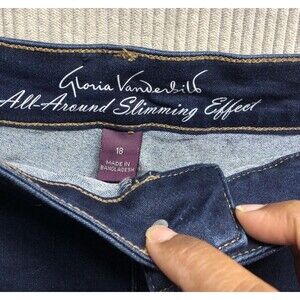 Gloria Vanderbilt
All-Around Slimming Effect
18
MADE IN
BANGLADESH